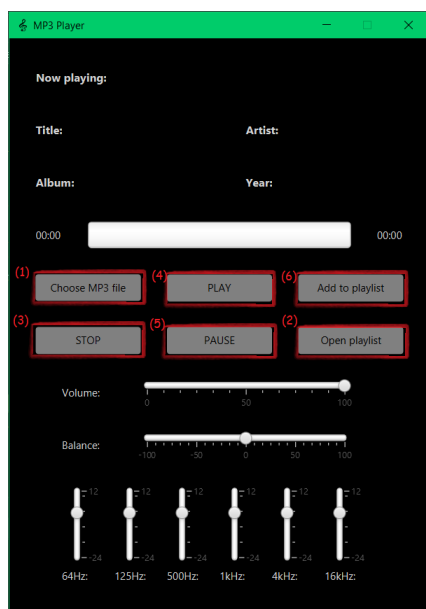 MP3 Player
Now playing:
Title: Artist:
Album: Year:
00:00 00:00
(1) Choose MP3 file (4) PLAY (6) Add to playlist
(3) STOP (5) PAUSE (2) Open playlist
Volume:
0 50 100
Balance:
-100 -50 0 50 100
12 12 12 12 12 12
-24 -24 -24 -24 -24 -24
64Hz: 125Hz: 500Hz: 1kHz: 4kHz: 16kHz: